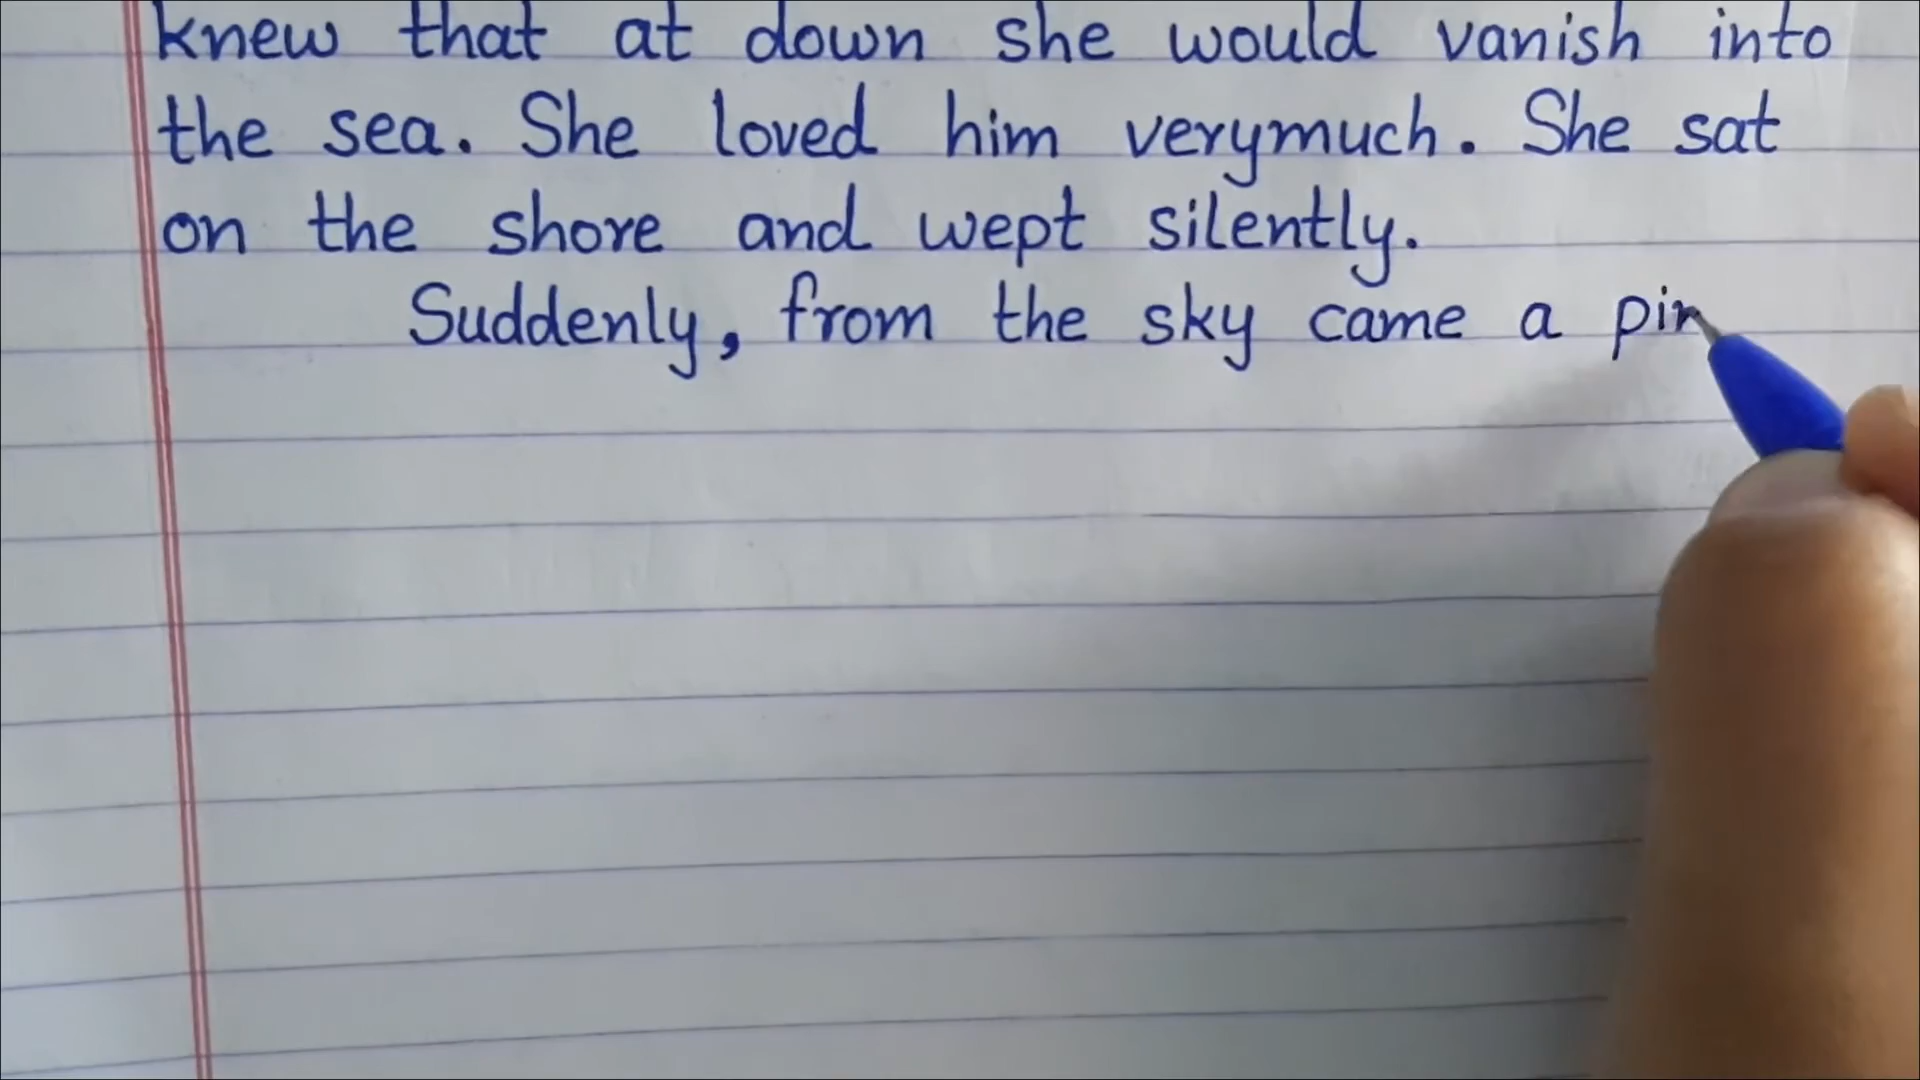 knew that at down she would vanish into
the sea. She loved him verymuch. She sat
on the shore and wept silently.
Suddenly, from the sky came a pin